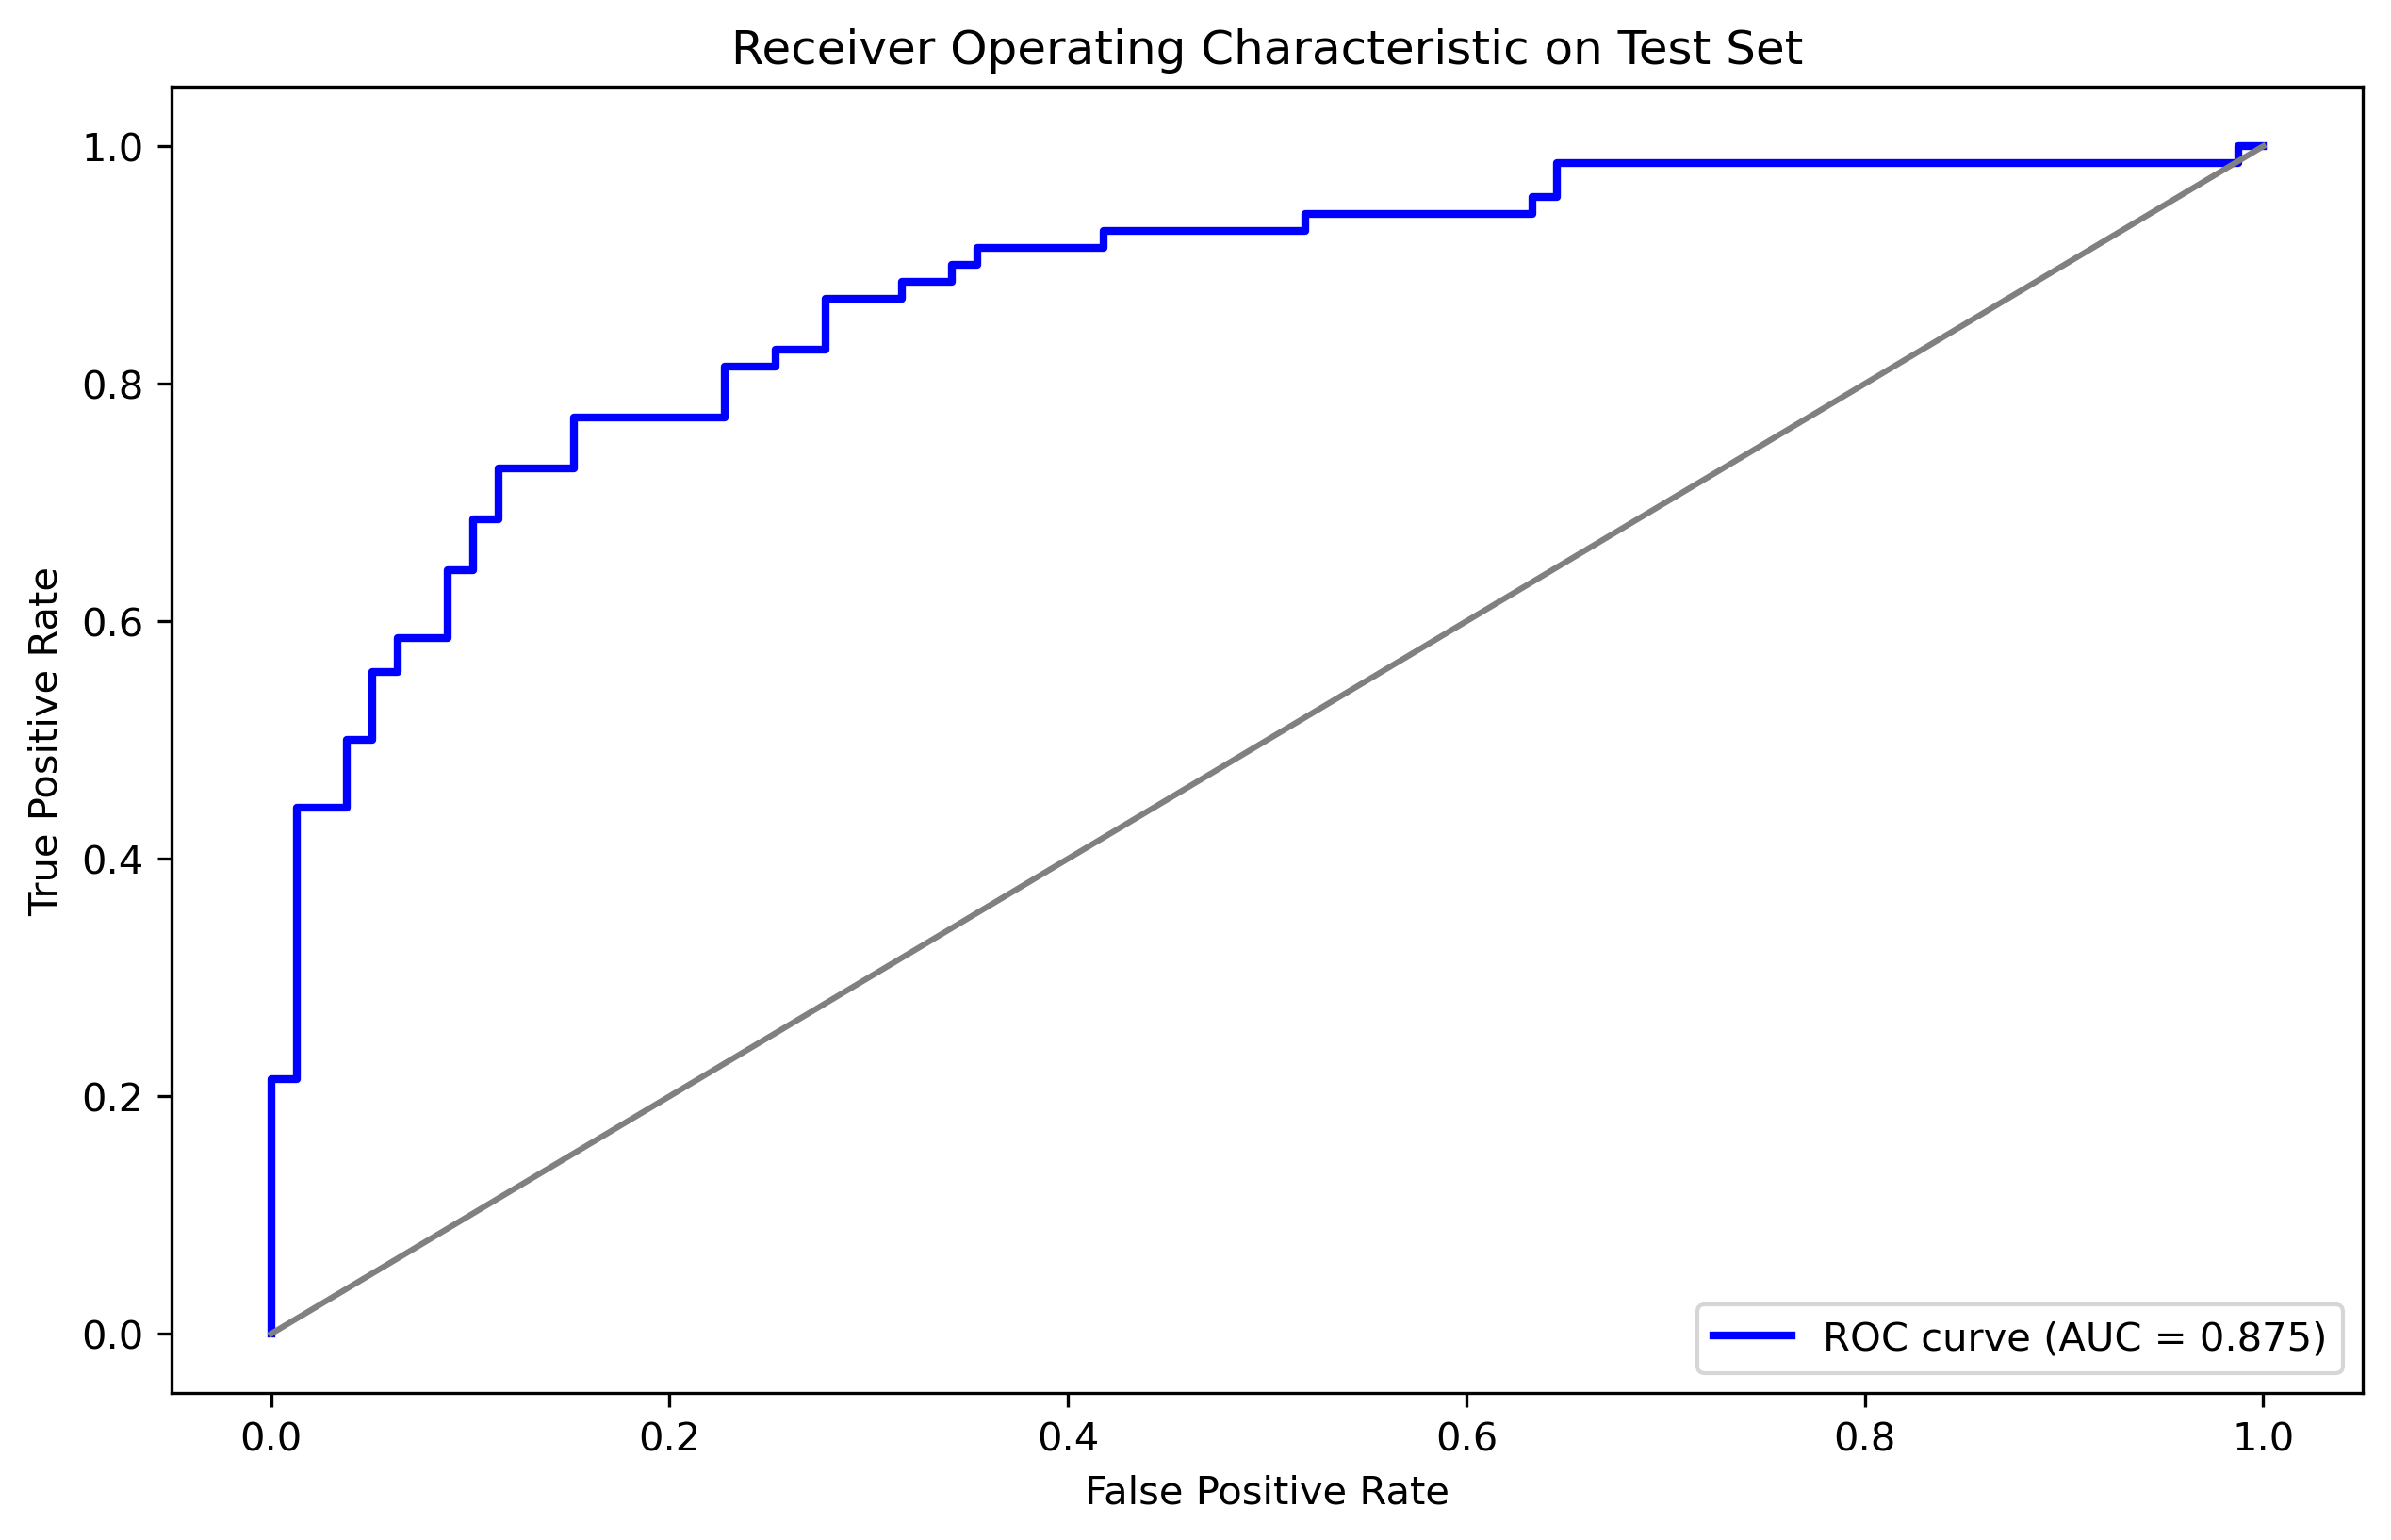 Receiver Operating Characteristic on Test Set
True Positive Rate
1.0
0.8
0.6
0.4
0.2
0.0
ROC curve (AUC = 0.875)
0.0 0.2 0.4 0.6 0.8 1.0
False Positive Rate